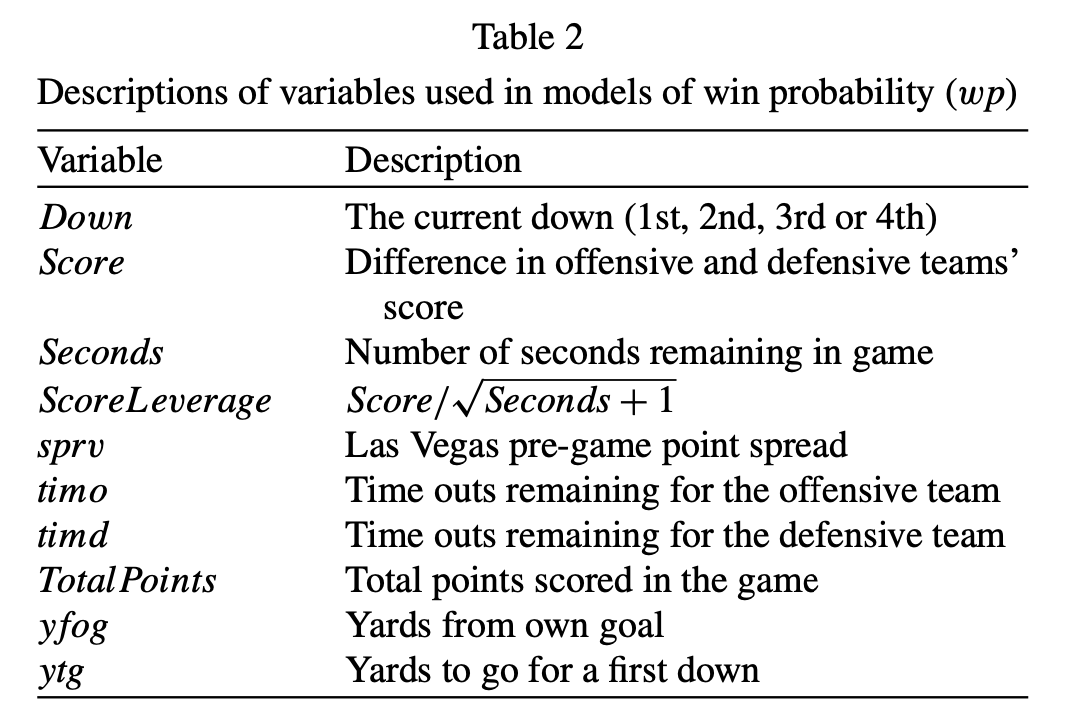 Table 2
Descriptions of variables used in models of win probability (wp)
Variable Description
Down The current down (1st, 2nd, 3rd or 4th)
Score Difference in offensive and defensive teams’
score
Seconds Number of seconds remaining in game
ScoreLeverage Score/√Seconds + 1
sprv Las Vegas pre-game point spread
timo Time outs remaining for the offensive team
timd Time outs remaining for the defensive team
TotalPoints Total points scored in the game
yfog Yards from own goal
ytg Yards to go for a first down